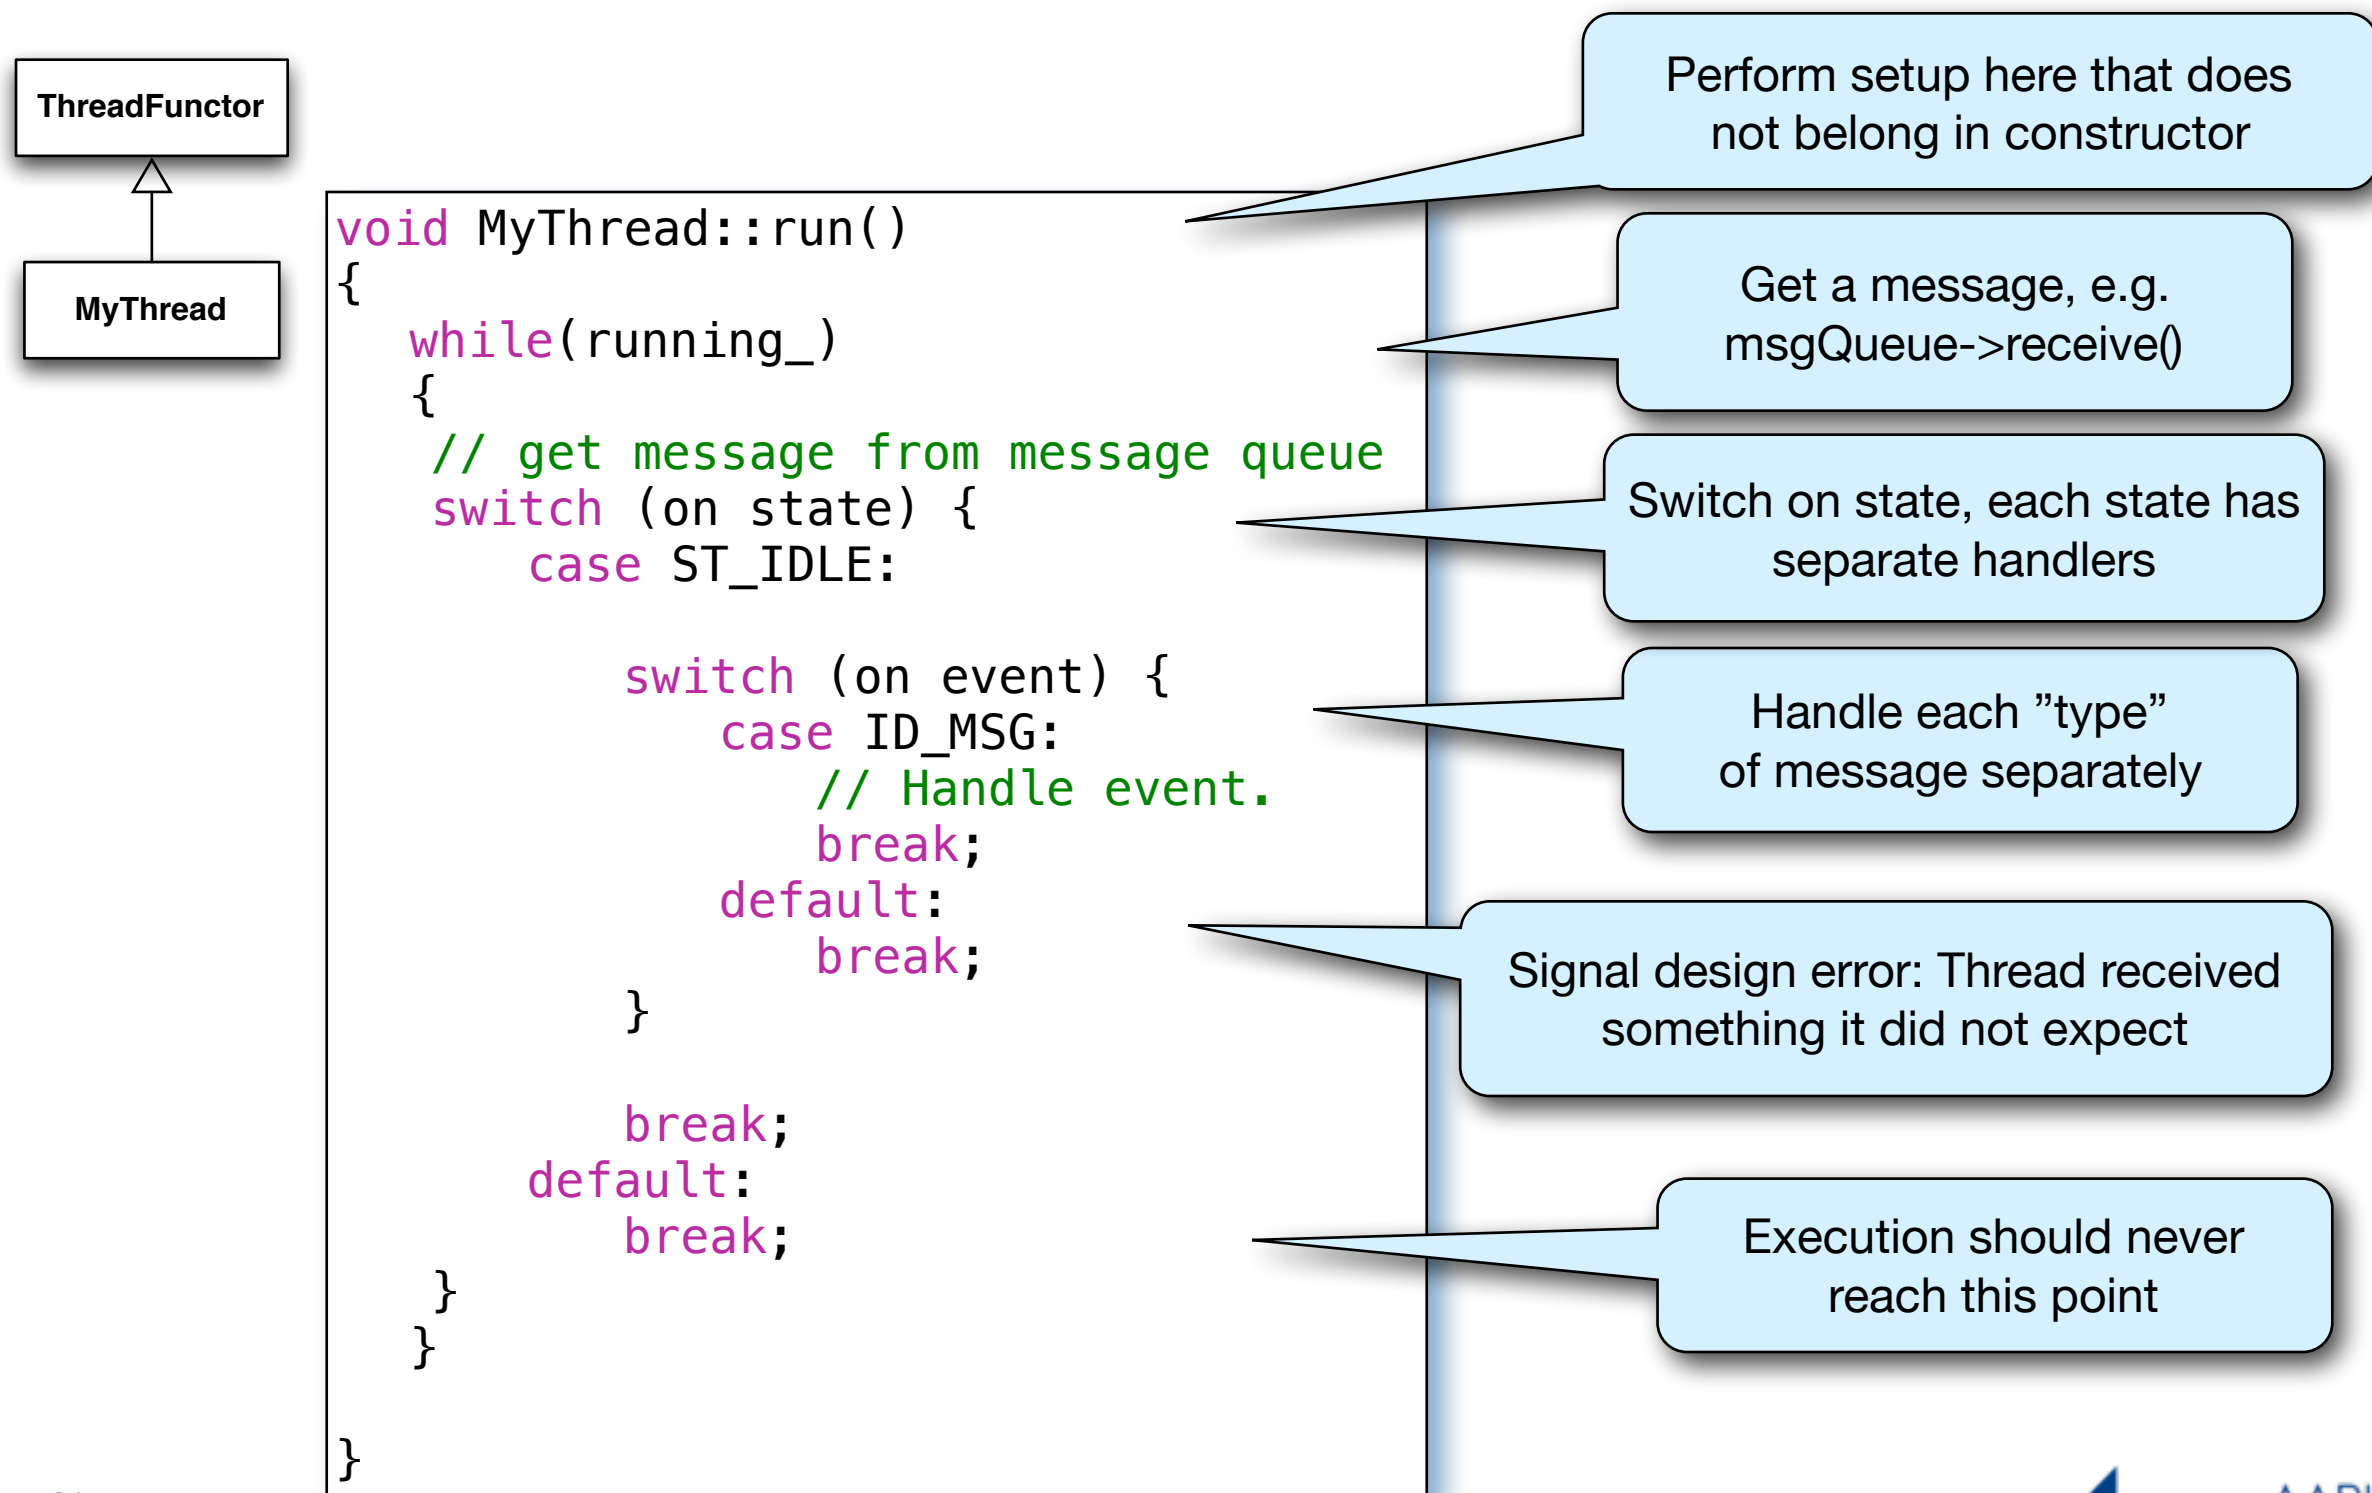 ThreadFunctor
MyThread
void MyThread::run()
{
while(running_)
{
// get message from message queue
switch (on state) {
case ST_IDLE:
switch (on event) {
case ID_MSG:
// Handle event.
break;
default:
break;
}
break;
default:
break;
}
}
}
Perform setup here that does
not belong in constructor
Get a message, e.g.
msgQueue->receive()
Switch on state, each state has
separate handlers
Handle each ”type”
of message separately
Signal design error: Thread received
something it did not expect
Execution should never
reach this point